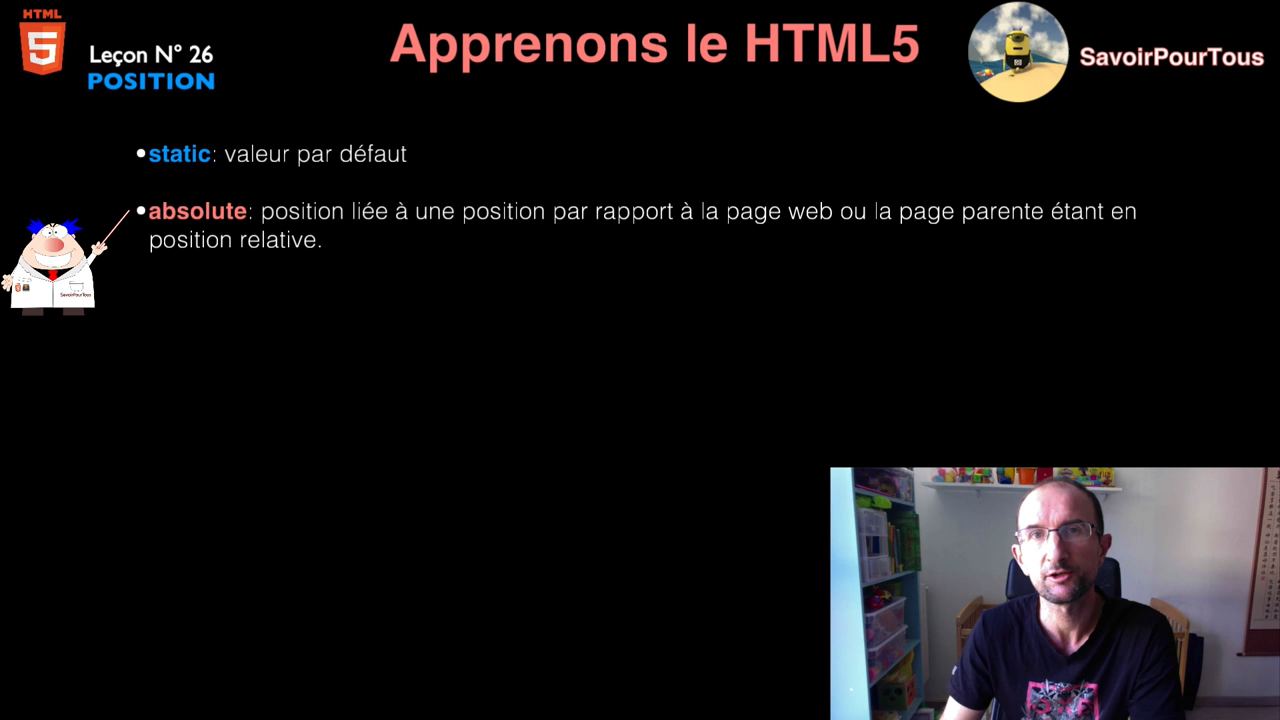 HTML
5
Leçon N° 26
POSITION
Apprenons le HTML5
SavoirPourTous
•static: valeur par défaut
•absolute: position liée à une position par rapport à la page web ou la page parente étant en
position relative.
SavoirPourTous